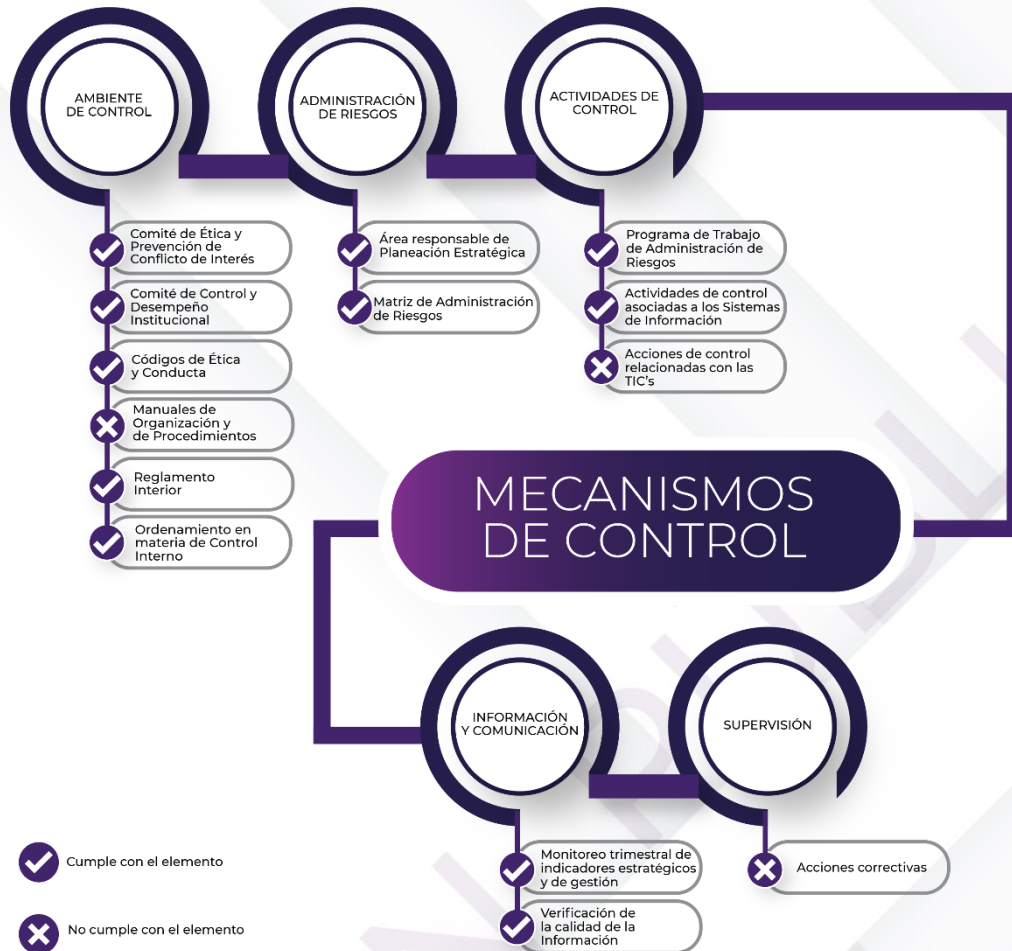 AMBIENTE
DE CONTROL
ADMINISTRACIÓN
DE RIESGOS
ACTIVIDADES DE
CONTROL
Comité de Ética y
Prevención de
Conflicto de Interés
Comité de Control y
Desempeño
Institucional
Códigos de Ética
y Conducta
Manuales de
Organización y
de Procedimientos
Reglamento
Interior
Ordenamiento en
materia de Control
Interno
Área responsable de
Planeación Estratégica
Matriz de Administración
de Riesgos
Programa de Trabajo
de Administración de
Riesgos
Actividades de control
asociadas a los Sistemas
de Información
Acciones de control
relacionadas con las
TIC's
MECANISMOS
DE CONTROL
INFORMACIÓN
Y COMUNICACIÓN
SUPERVISIÓN
Monitoreo trimestral de
indicadores estratégicos
y de gestión
Verificación de
la calidad de la
Información
Acciones correctivas
Cumple con el elemento
No cumple con el elemento